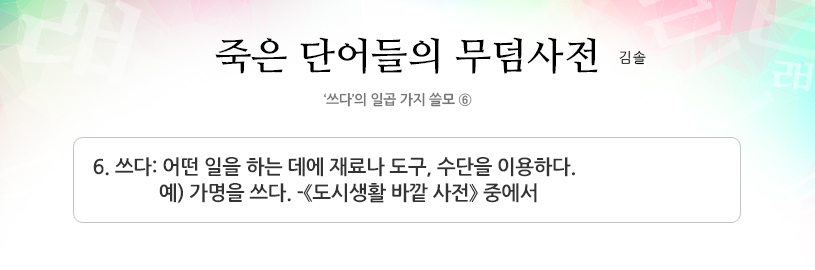 죽은 단어들의 무덤사전 김솔
‘쓰다’의 일곱 가지 쓸모 ⑥
6. 쓰다: 어떤 일을 하는 데에 재료나 도구, 수단을 이용하다.
예) 가명을 쓰다. -《도시생활 바깥 사전》 중에서